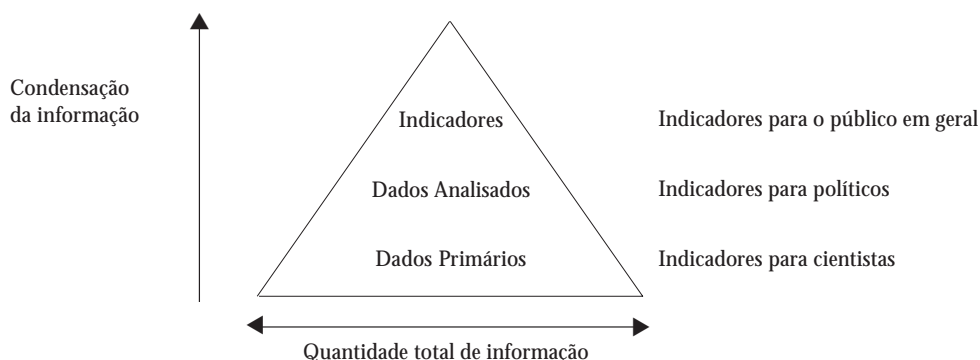 Condensação
da informação
Indicadores
Indicadores para o público em geral
Dados Analisados
Indicadores para políticos
Dados Primários
Indicadores para cientistas
Quantidade total de informação